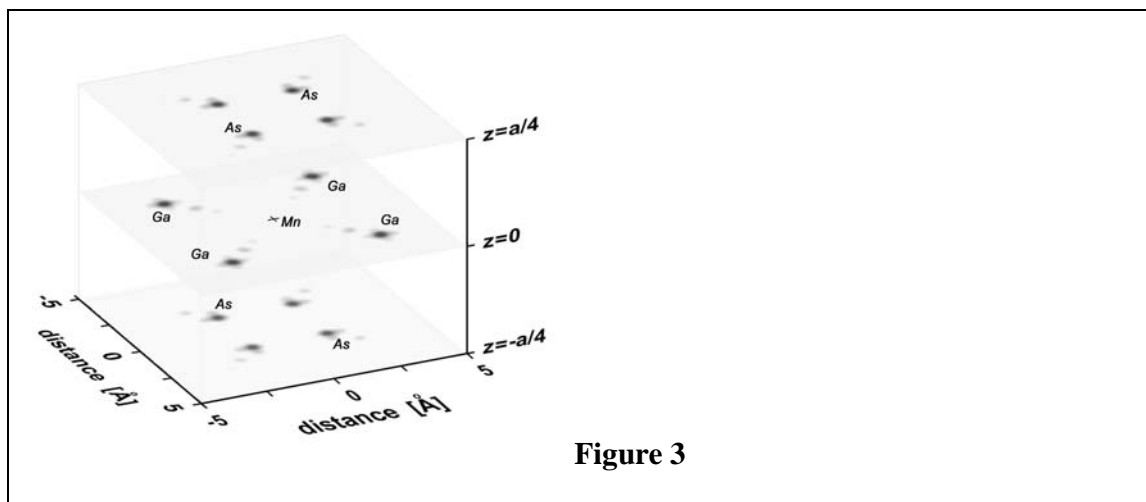 As
As
z=a/4
Ga
Ga
Mn
Ga
Ga
z=0
As
As
z=-a/4
-5
0
5
distance [Å]
-5
0
5
distance [Å]
Figure 3